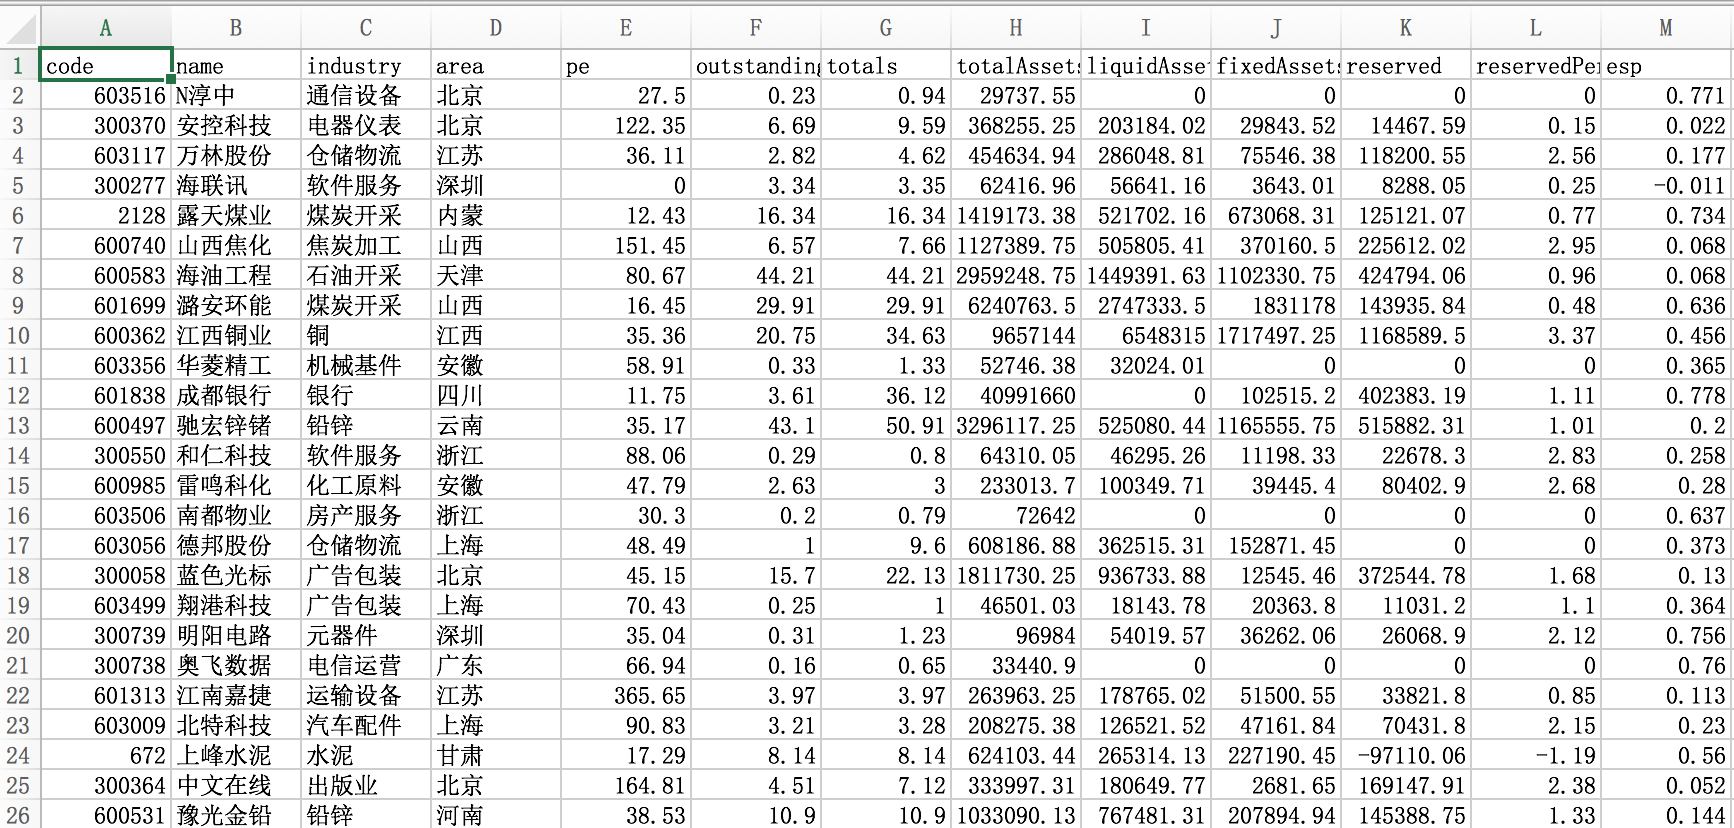 A B C D E F G H I J K L M
1 code name industry area pe outstanding totals totalAssets liquidAsset fixedAssets reserved reservedPer esp
2 603516 N淳中 通信设备 北京 27.5 0.23 0.94 29737.55 0 0 0 0 0.771
3 300370 安控科技 电器仪表 北京 122.35 6.69 9.59 368255.25 203184.02 29843.52 14467.59 0.15 0.022
4 603117 万林股份 仓储物流 江苏 36.11 2.82 4.62 454634.94 286048.81 75546.38 118200.55 2.56 0.177
5 300277 海联讯 软件服务 深圳 0 3.34 3.35 62416.96 56641.16 3643.01 8288.05 0.25 -0.011
6 2128 露天煤业 煤炭开采 内蒙 12.43 16.34 16.34 1419173.38 521702.16 673068.31 125121.07 0.77 0.734
7 600740 山西焦化 焦炭加工 山西 151.45 6.57 7.66 1127389.75 505805.41 370160.5 225612.02 2.95 0.068
8 600583 海油工程 石油开采 天津 80.67 44.21 44.21 2959248.75 1449391.63 1102330.75 424794.06 0.96 0.068
9 601699 潞安环能 煤炭开采 山西 16.45 29.91 29.91 6240763.5 2747333.5 1831178 143935.84 0.48 0.636
10 600362 江西铜业 铜 江西 35.36 20.75 34.63 9657144 6548315 1717497.25 1168589.5 3.37 0.456
11 603356 华菱精工 机械基件 安徽 58.91 0.33 1.33 52746.38 32024.01 0 0 0 0.365
12 601838 成都银行 银行 四川 11.75 3.61 36.12 40991660 0 102515.2 402383.19 1.11 0.778
13 600497 驰宏锌锗 铅锌 云南 35.17 43.1 50.91 3296117.25 525080.44 1165555.75 515882.31 1.01 0.2
14 300550 和仁科技 软件服务 浙江 88.06 0.29 0.8 64310.05 46295.26 11198.33 22678.3 2.83 0.258
15 600985 雷鸣科化 化工原料 安徽 47.79 2.63 3 233013.7 100349.71 39445.4 80402.9 2.68 0.28
16 603506 南都物业 房产服务 浙江 30.3 0.2 0.79 72642 0 0 0 0 0.637
17 603056 德邦股份 仓储物流 上海 48.49 1 9.6 608186.88 362515.31 152871.45 0 0 0.373
18 300058 蓝色光标 广告包装 北京 45.15 15.7 22.13 1811730.25 936733.88 12545.46 372544.78 1.68 0.13
19 603499 翔港科技 广告包装 上海 70.43 0.25 1 46501.03 18143.78 20363.8 11031.2 1.1 0.364
20 300739 明阳电路 元器件 深圳 35.04 0.31 1.23 96984 54019.57 36262.06 26068.9 2.12 0.756
21 300738 奥飞数据 电信运营 广东 66.94 0.16 0.65 33440.9 0 0 0 0 0.76
22 601313 江南嘉捷 运输设备 江苏 365.65 3.97 3.97 263963.25 178765.02 51500.55 33821.8 0.85 0.113
23 603009 北特科技 汽车配件 上海 90.83 3.21 3.28 208275.38 126521.52 47161.84 70431.8 2.15 0.23
24 672 上峰水泥 水泥 甘肃 17.29 8.14 8.14 624103.44 265314.13 227190.45 -97110.06 -1.19 0.56
25 300364 中文在线 出版业 北京 164.81 4.51 7.12 333997.31 180649.77 2681.65 169147.91 2.38 0.052
26 600531 豫光金铅 铅锌 河南 38.53 10.9 10.9 1033090.13 767481.31 207894.94 145388.75 1.33 0.144